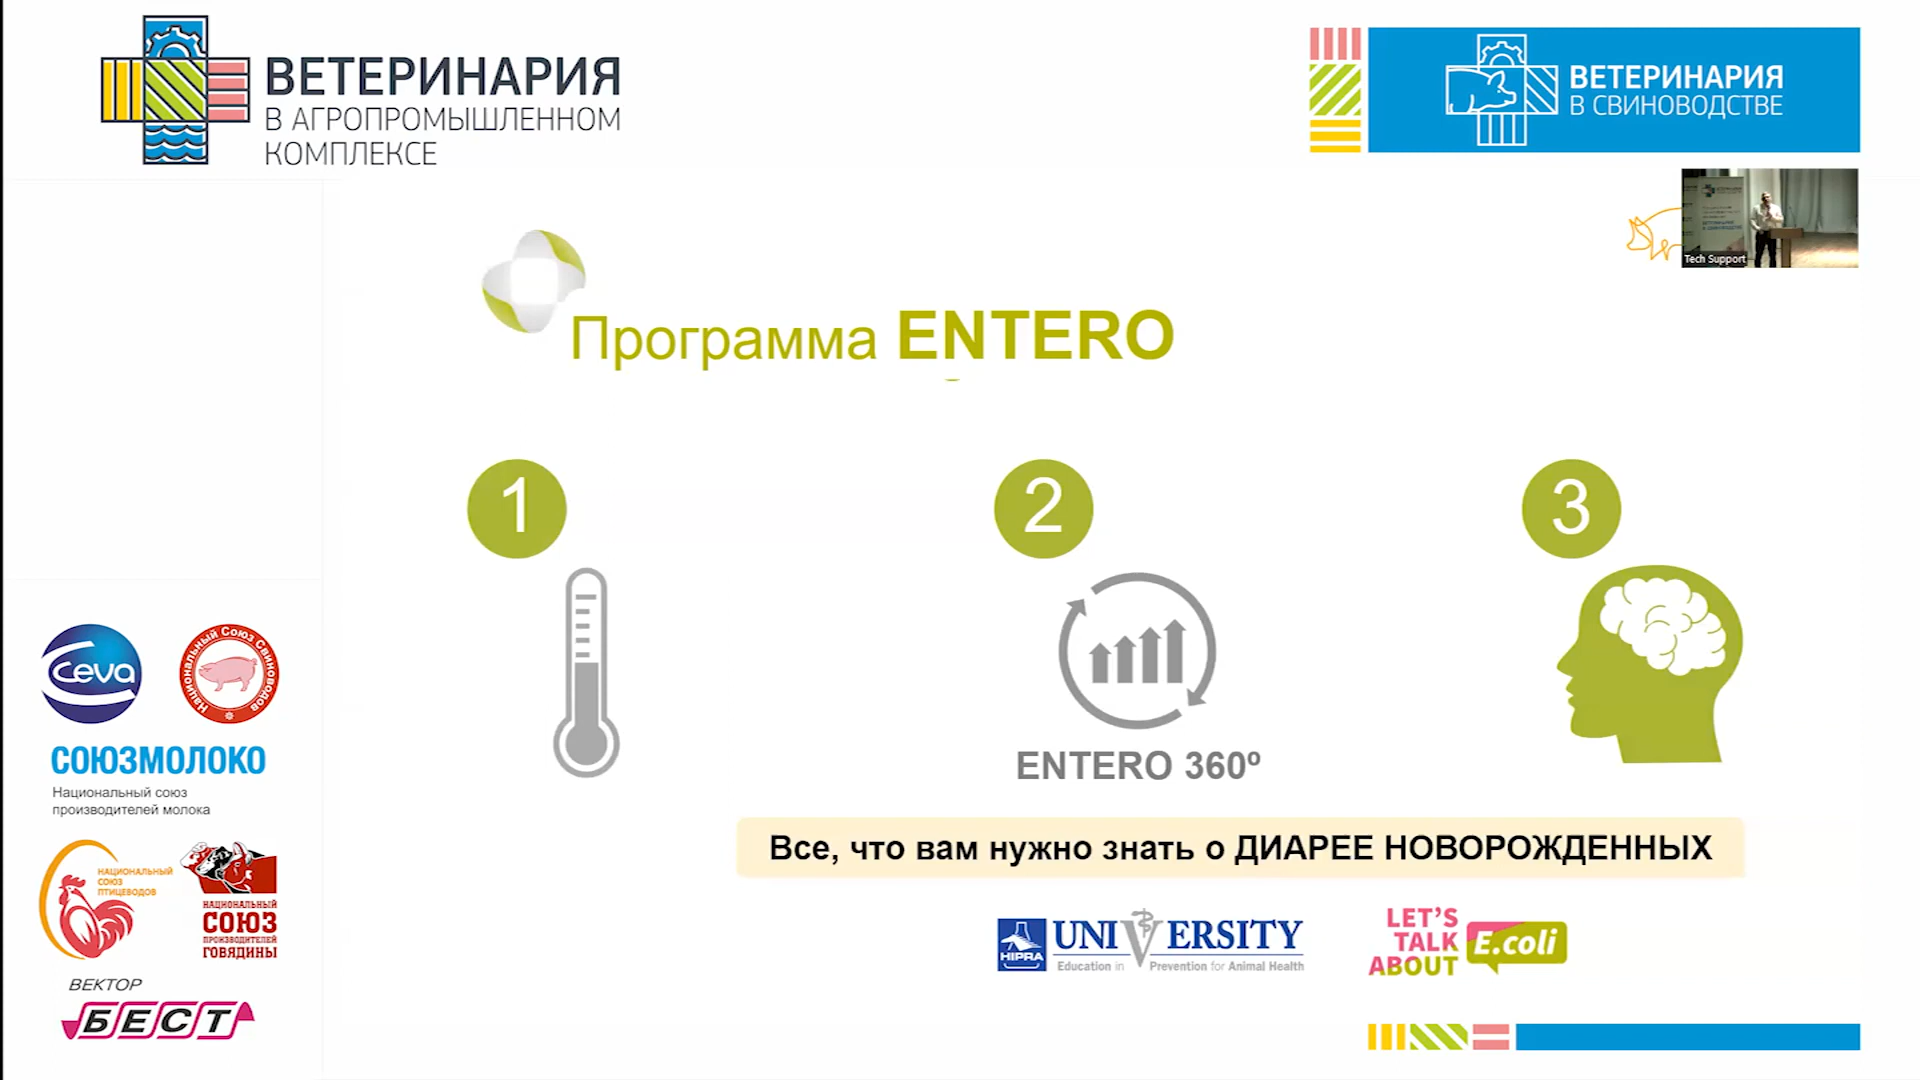 ВЕТЕРИНАРИЯ
В АГРОПРОМЫШЛЕННОМ
КОМПЛЕКСЕ
ВЕТЕРИНАРИЯ
В СВИНОВОДСТВЕ
Tech Support
Программа ENTERO
1
2
3
ENTERO 360º
Все, что вам нужно знать о ДИАРЕЕ НОВОРОЖДЕННЫХ
HIPRA
UNIVERSITY
Education in Prevention for Animal Health
LET'S
TALK
ABOUT
E.coli
Ceva
Национальный Союз Свиноводов
СОЮЗМОЛОКО
Национальный союз
производителей молока
НАЦИОНАЛЬНЫЙ
СОЮЗ
ПТИЦЕВОДОВ
НАЦИОНАЛЬНЫЙ
СОЮЗ
ПРОИЗВОДИТЕЛЕЙ
ГОВЯДИНЫ
ВЕКТОР
БЕСТ